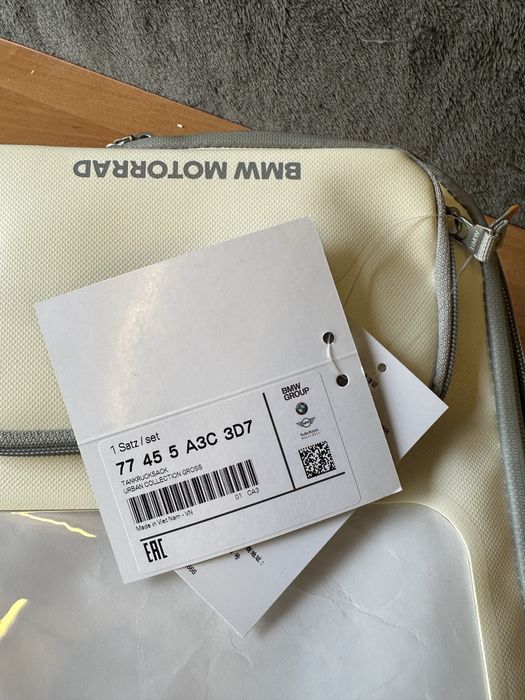 BMW MOTORRAD
BMW
GROUP
1 Satz / set
77 45 5 A3C 3D7
TANKRUCKSACK
URBAN COLLECTION GROSS
01 CA3
Made in Viet Nam - VN
EAC